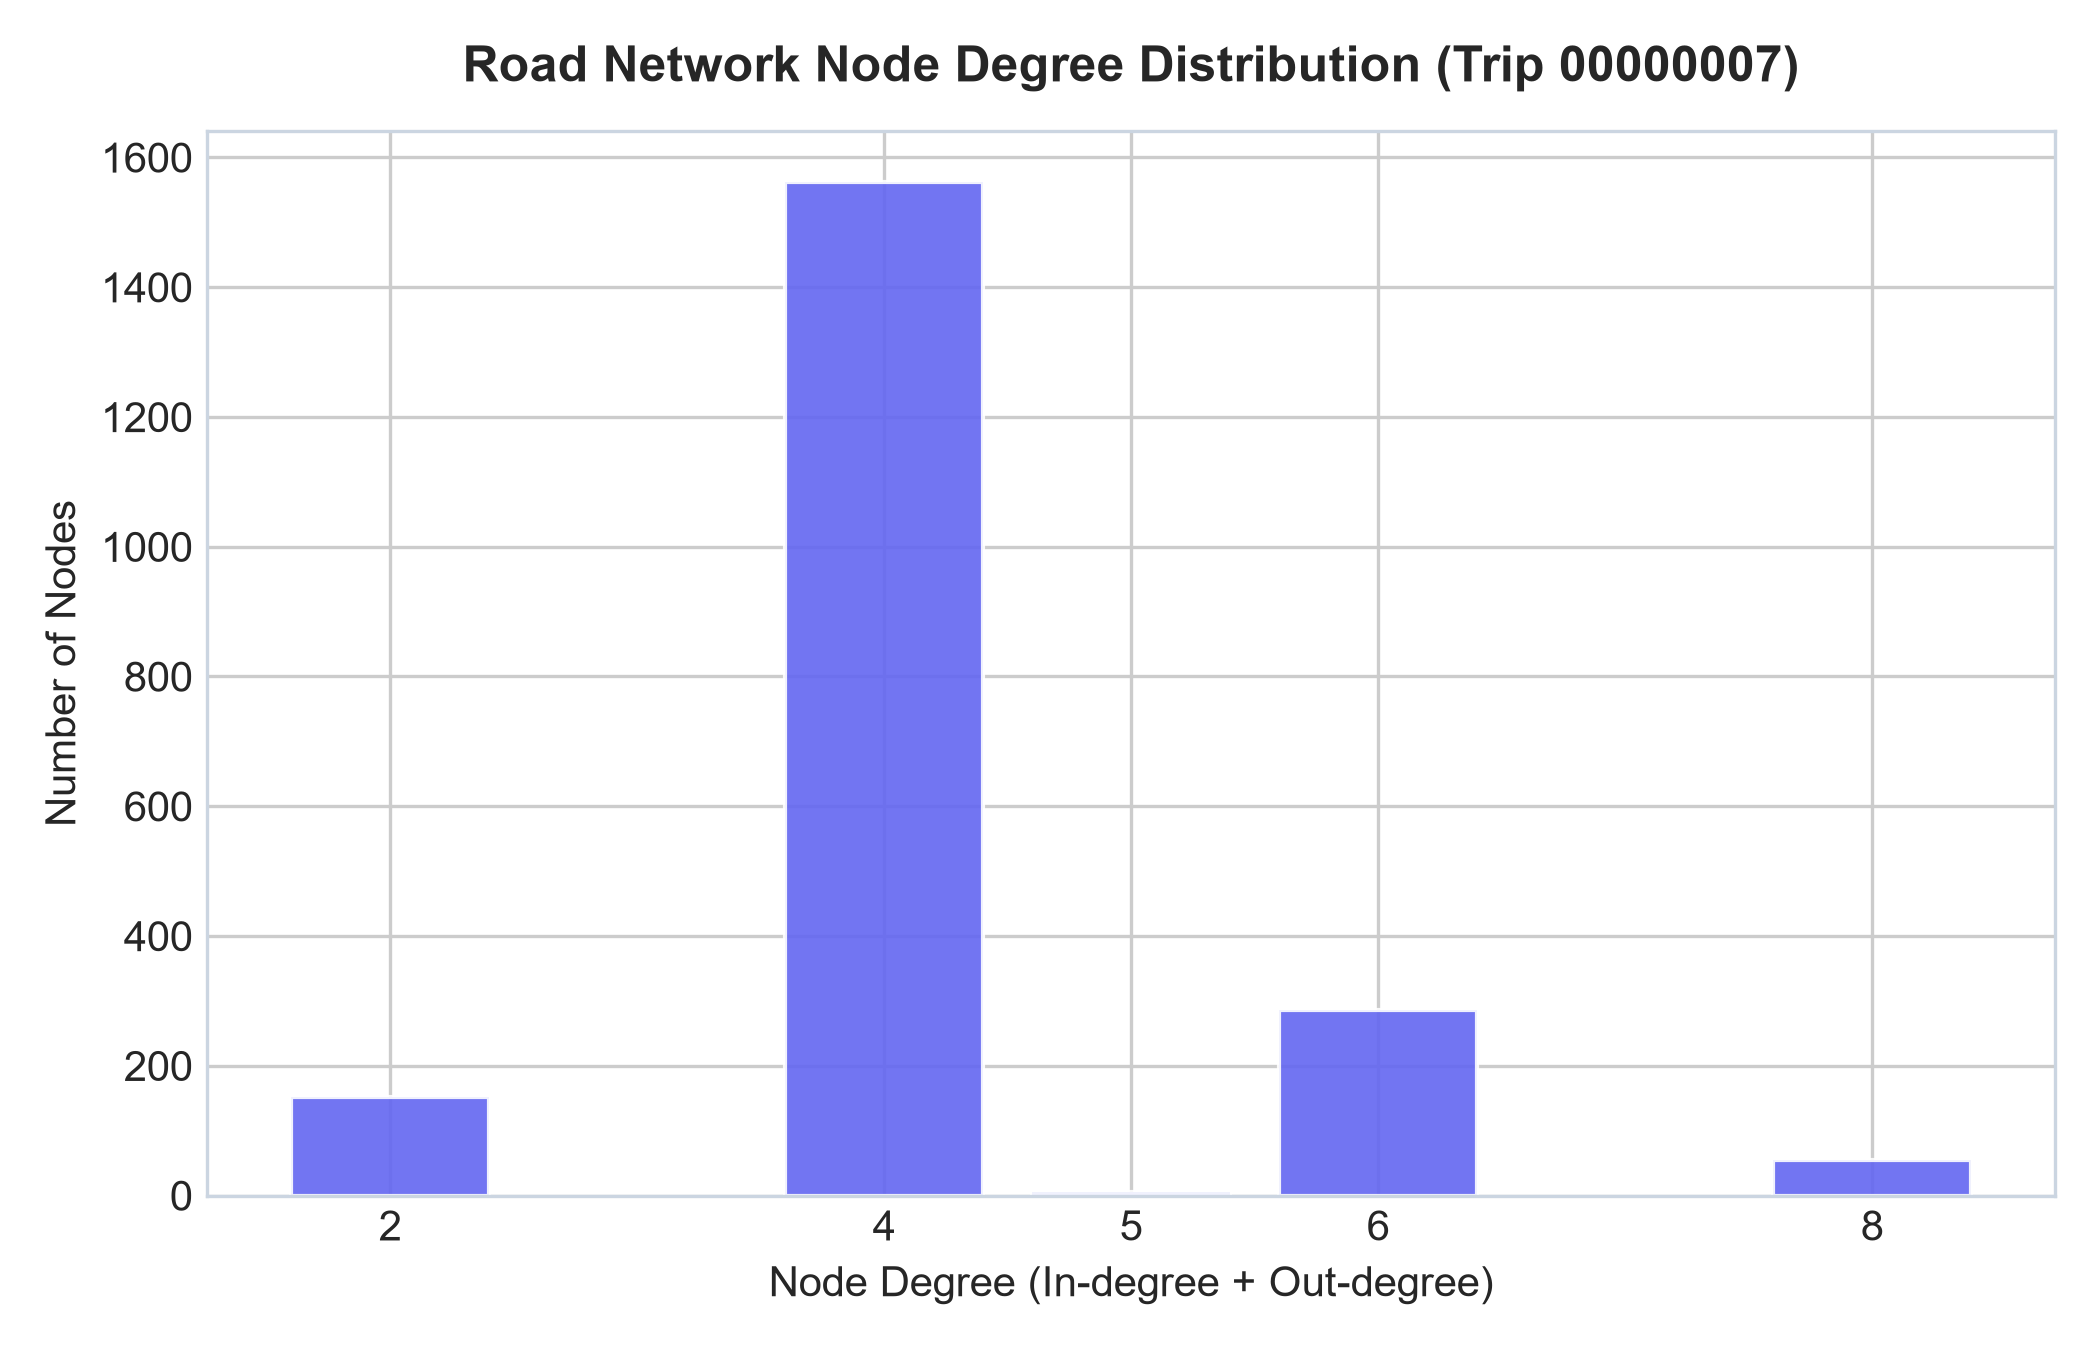 Road Network Node Degree Distribution (Trip 00000007)
1600
1400
1200
1000
800
600
400
200
0
Number of Nodes
2 4 5 6 8
Node Degree (In-degree + Out-degree)